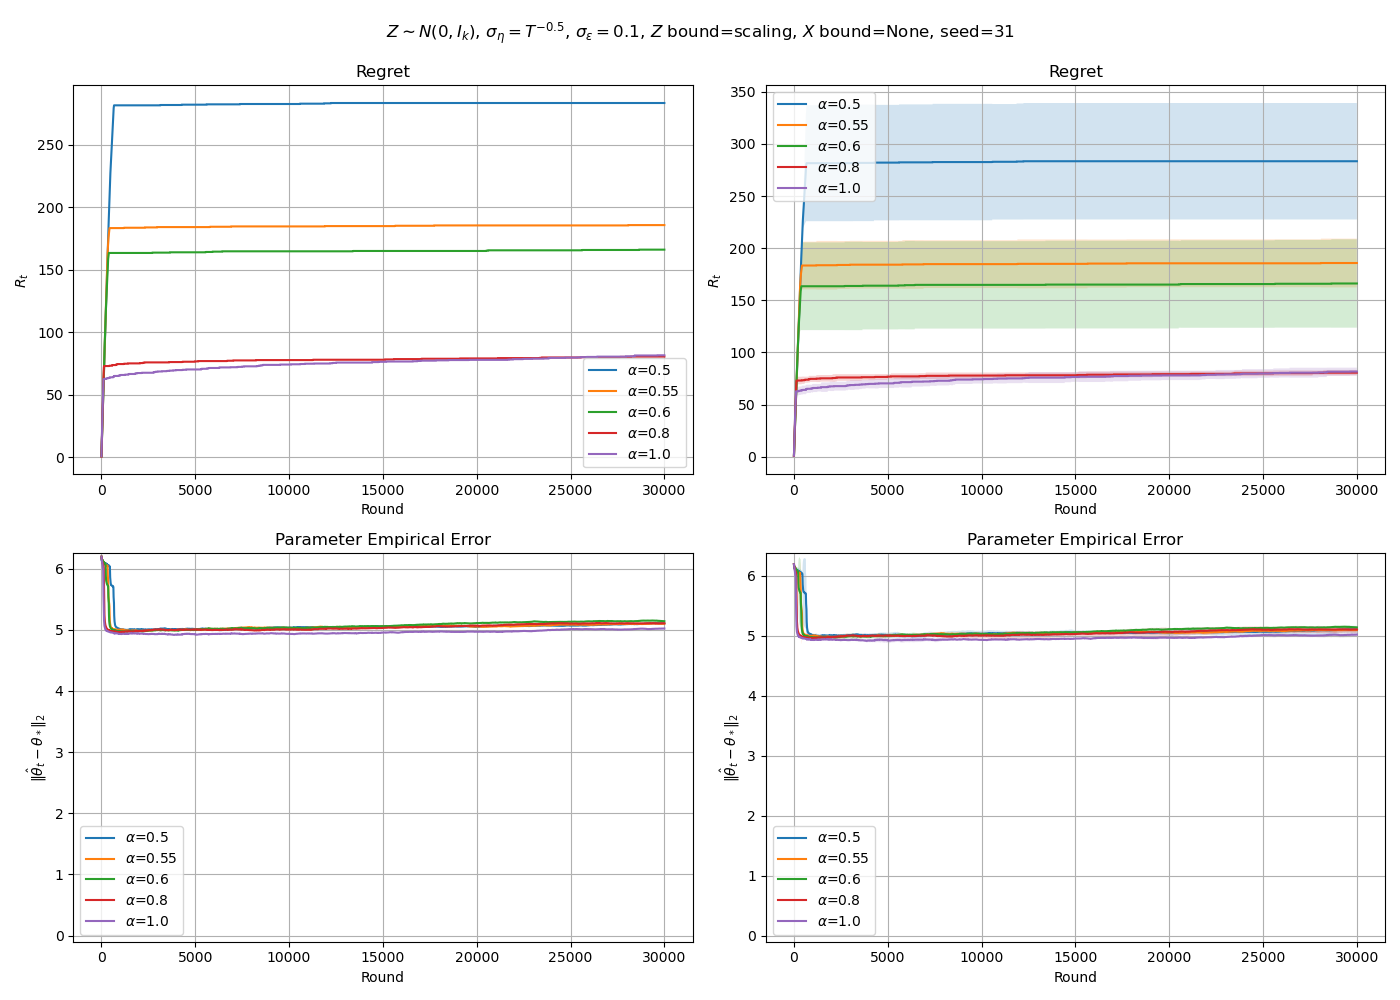 Z ∼ N(0, I_k), σ_η = T^{−0.5}, σ_ε = 0.1, Z bound=scaling, X bound=None, seed=31
Regret
R_t
250
200
150
100
50
0
0 5000 10000 15000 20000 25000 30000
Round
α=0.5
α=0.55
α=0.6
α=0.8
α=1.0
Regret
R_t
350
300
250
200
150
100
50
0
0 5000 10000 15000 20000 25000 30000
Round
α=0.5
α=0.55
α=0.6
α=0.8
α=1.0
Parameter Empirical Error
‖θ̂_t − θ_*‖_2
6
5
4
3
2
1
0
0 5000 10000 15000 20000 25000 30000
Round
α=0.5
α=0.55
α=0.6
α=0.8
α=1.0
Parameter Empirical Error
‖θ̂_t − θ_*‖_2
6
5
4
3
2
1
0
0 5000 10000 15000 20000 25000 30000
Round
α=0.5
α=0.55
α=0.6
α=0.8
α=1.0